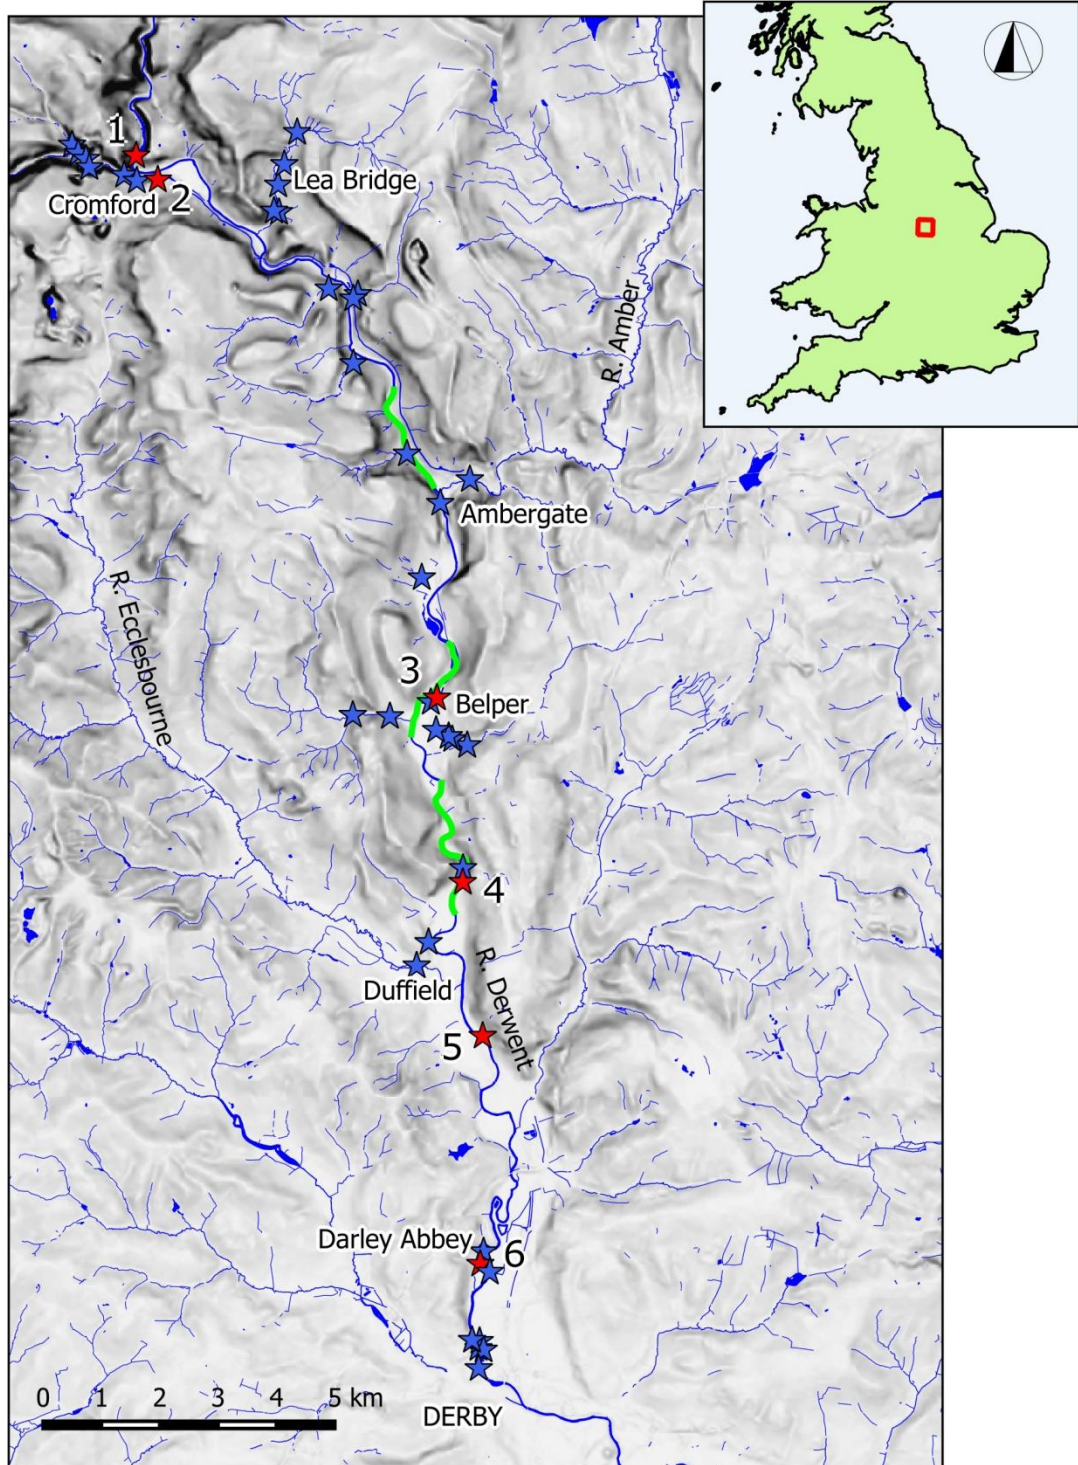 1
Lea Bridge
Cromford
2
R. Amber
Ambergate
R. Ecclesbourne
3
Belper
4
Duffield
R. Derwent
5
Darley Abbey
6
0 1 2 3 4 5 km
DERBY